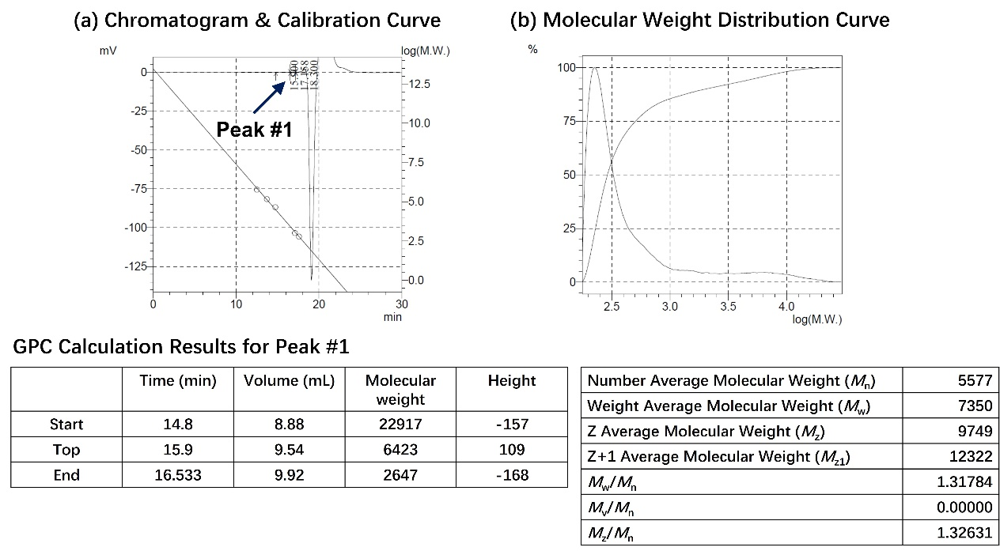 (a) Chromatogram & Calibration Curve
(b) Molecular Weight Distribution Curve
mV
log(M.W.)
0
-25
-50
-75
-100
-125
12.5
10.0
7.5
5.0
2.5
0.0
15.900
17.158
18.300
Peak #1
0
10
20
30
min
%
100
75
50
25
0
2.5
3.0
3.5
4.0
log(M.W.)
GPC Calculation Results for Peak #1
Time (min) Volume (mL) Molecular weight Height
Start 14.8 8.88 22917 -157
Top 15.9 9.54 6423 109
End 16.533 9.92 2647 -168
Number Average Molecular Weight (Mn) 5577
Weight Average Molecular Weight (Mw) 7350
Z Average Molecular Weight (Mz) 9749
Z+1 Average Molecular Weight (Mz1) 12322
Mw/Mn 1.31784
Mv/Mn 0.00000
Mz/Mn 1.32631